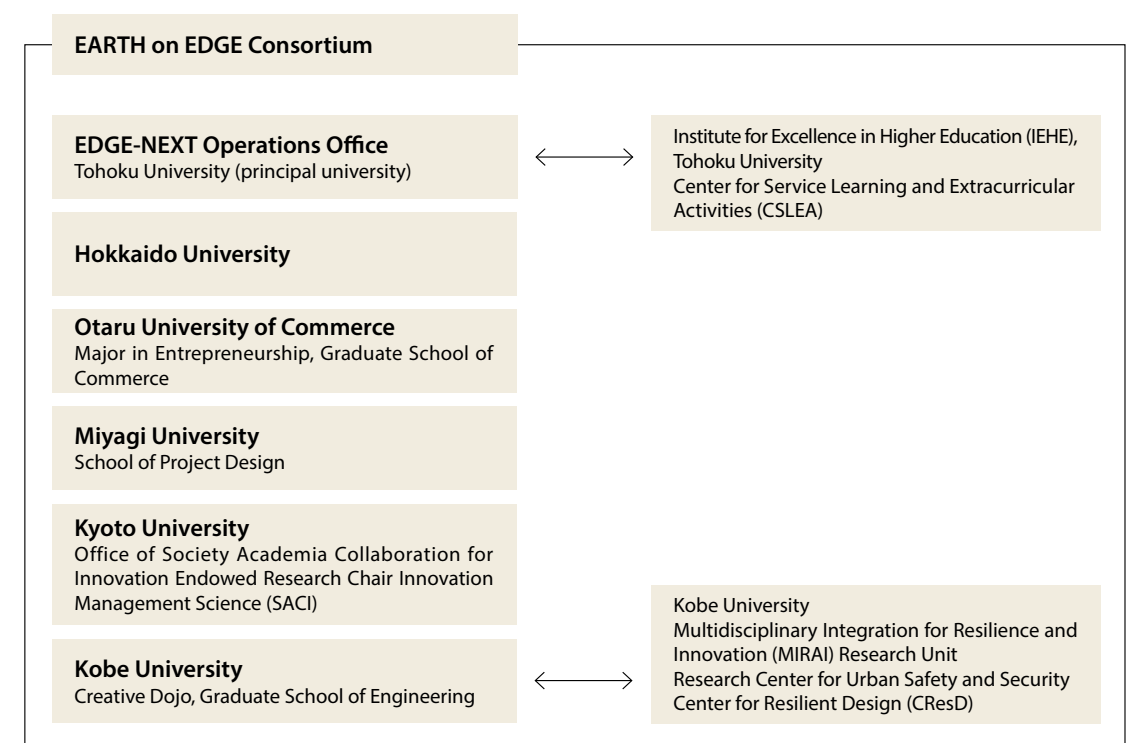 EARTH on EDGE Consortium
EDGE-NEXT Operations Office
Tohoku University (principal university)
Institute for Excellence in Higher Education (IEHE),
Tohoku University
Center for Service Learning and Extracurricular
Activities (CSLEA)
Hokkaido University
Otaru University of Commerce
Major in Entrepreneurship, Graduate School of
Commerce
Miyagi University
School of Project Design
Kyoto University
Office of Society Academia Collaboration for
Innovation Endowed Research Chair Innovation
Management Science (SACI)
Kobe University
Creative Dojo, Graduate School of Engineering
Kobe University
Multidisciplinary Integration for Resilience and
Innovation (MIRAI) Research Unit
Research Center for Urban Safety and Security
Center for Resilient Design (CResD)